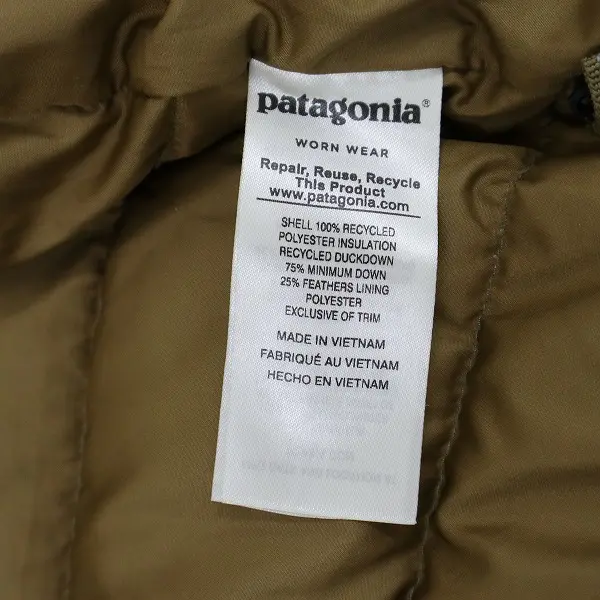 patagonia®
WORN WEAR
Repair, Reuse, Recycle
This Product
www.patagonia.com
SHELL 100% RECYCLED
POLYESTER INSULATION
RECYCLED DUCKDOWN
75% MINIMUM DOWN
25% FEATHERS LINING
POLYESTER
EXCLUSIVE OF TRIM
MADE IN VIETNAM
FABRIQUÉ AU VIETNAM
HECHO EN VIETNAM